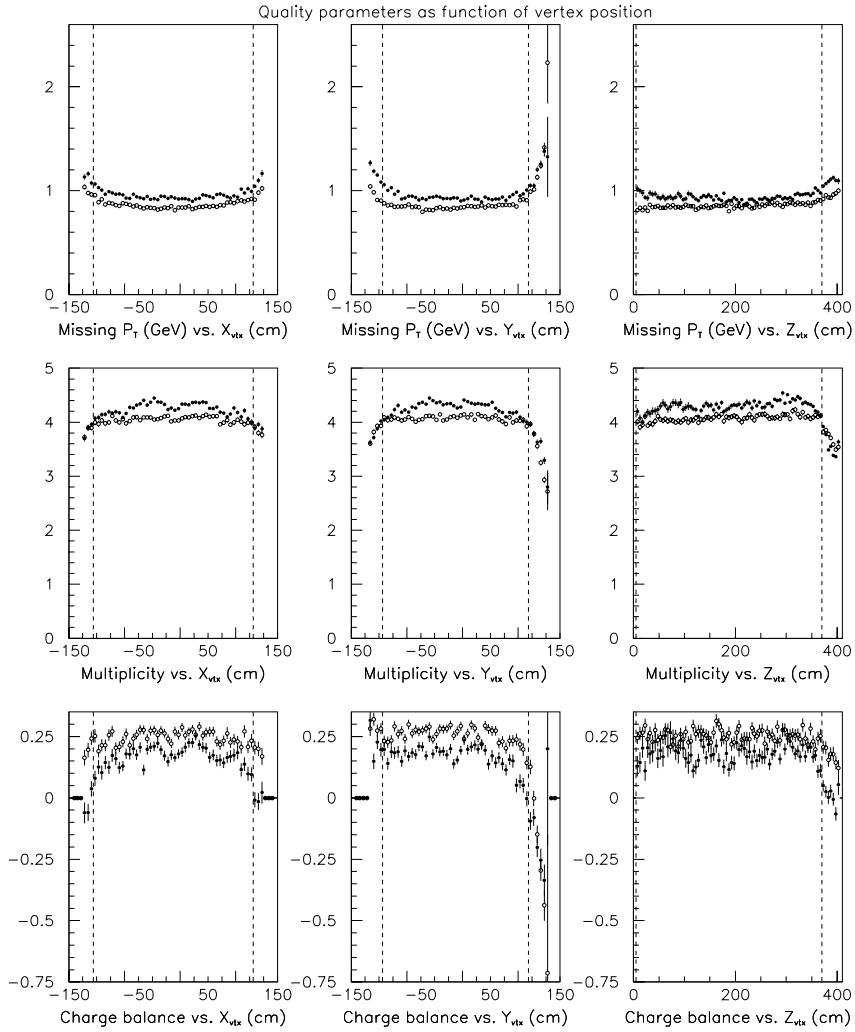 Quality parameters as function of vertex position
2 2 2
1 1 1
0 0 0
−150 −50 50 150 −150 −50 50 150 0 200 400
Missing P_T (GeV) vs. X_vtx (cm) Missing P_T (GeV) vs. Y_vtx (cm) Missing P_T (GeV) vs. Z_vtx (cm)
5 5 5
4 4 4
3 3 3
2 2 2
1 1 1
0 0 0
−150 −50 50 150 −150 −50 50 150 0 200 400
Multiplicity vs. X_vtx (cm) Multiplicity vs. Y_vtx (cm) Multiplicity vs. Z_vtx (cm)
0.25 0.25 0.25
0 0 0
−0.25 −0.25 −0.25
−0.5 −0.5 −0.5
−0.75 −0.75 −0.75
−150 −50 50 150 −150 −50 50 150 0 200 400
Charge balance vs. X_vtx (cm) Charge balance vs. Y_vtx (cm) Charge balance vs. Z_vtx (cm)